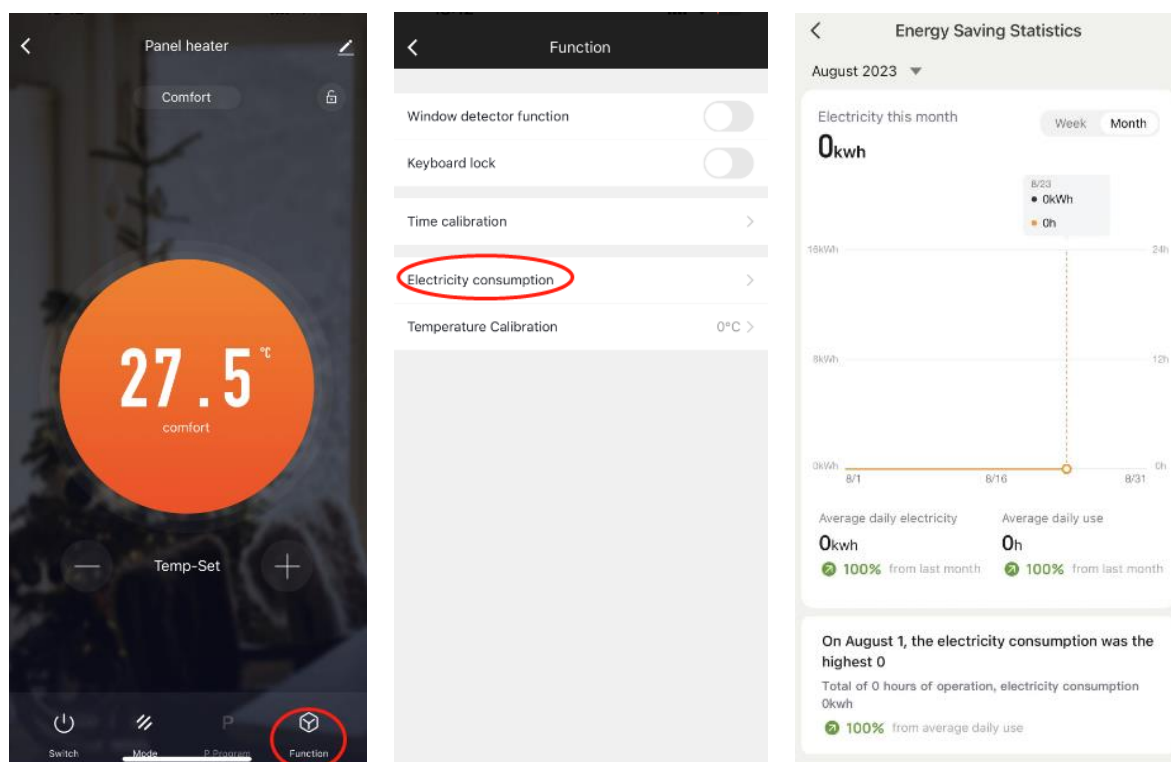 Panel heater
Comfort
27.5 °C
comfort
Temp-Set
Switch
Mode
P
P.Program
Function
Function
Window detector function
Keyboard lock
Time calibration
Electricity consumption
Temperature Calibration 0°C
Energy Saving Statistics
August 2023
Electricity this month
0kwh
Week Month
8/23
0kWh
0h
16kWh 24h
8kWh 12h
0kWh 0h
8/1 8/16 8/31
Average daily electricity Average daily use
0kwh 0h
100% from last month 100% from last month
On August 1, the electricity consumption was the
highest 0
Total of 0 hours of operation, electricity consumption
0kwh
100% from average daily use